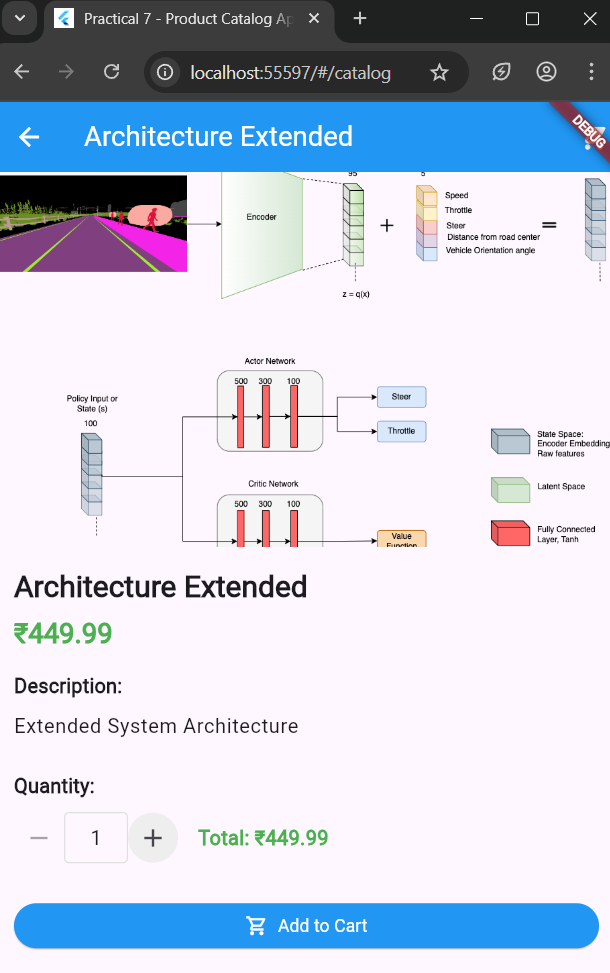 Practical 7 - Product Catalog Ap
localhost:55597/#/catalog
Architecture Extended
DEBUG
95
5
Encoder
Speed
Throttle
Steer
Distance from road center
Vehicle Orientation angle
+
=
z = q(x)
Actor Network
500 300 100
Steer
Throttle
Policy Input or
State (s)
100
State Space:
Encoder Embedding
Raw features
Critic Network
500 300 100
Latent Space
Value
Function
Fully Connected
Layer, Tanh
Architecture Extended
₹449.99
Description:
Extended System Architecture
Quantity:
1
Total: ₹449.99
Add to Cart